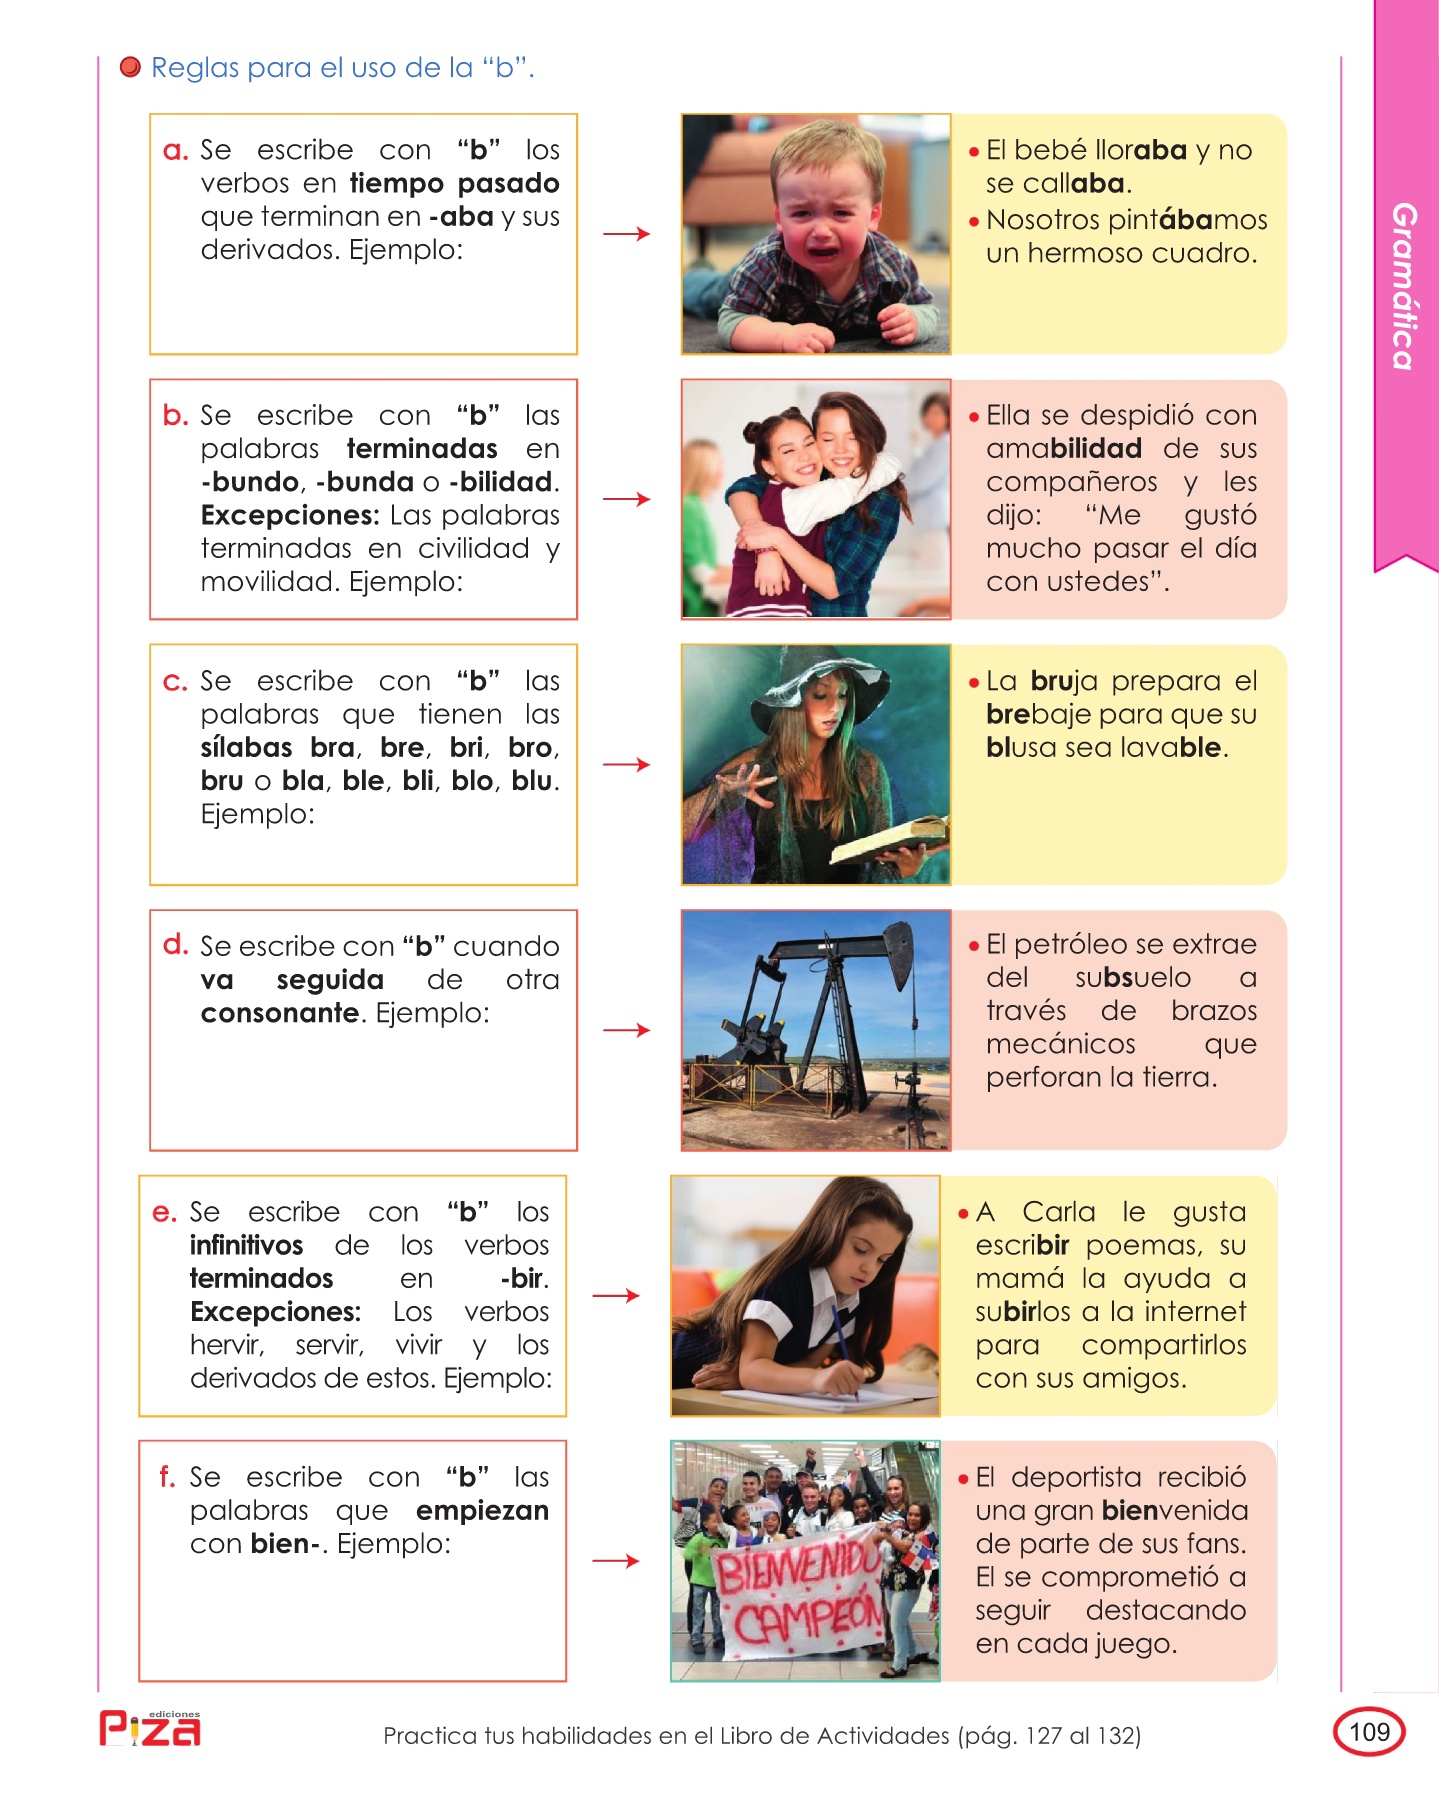 Reglas para el uso de la “b”.
a. Se escribe con “b” los
verbos en tiempo pasado
que terminan en -aba y sus
derivados. Ejemplo:
• El bebé lloraba y no
se callaba.
• Nosotros pintábamos
un hermoso cuadro.
Gramática
b. Se escribe con “b” las
palabras terminadas en
-bundo, -bunda o -bilidad.
Excepciones: Las palabras
terminadas en civilidad y
movilidad. Ejemplo:
• Ella se despidió con
amabilidad de sus
compañeros y les
dijo: “Me gustó
mucho pasar el día
con ustedes”.
c. Se escribe con “b” las
palabras que tienen las
sílabas bra, bre, bri, bro,
bru o bla, ble, bli, blo, blu.
Ejemplo:
• La bruja prepara el
brebaje para que su
blusa sea lavable.
d. Se escribe con “b” cuando
va seguida de otra
consonante. Ejemplo:
• El petróleo se extrae
del subsuelo a
través de brazos
mecánicos que
perforan la tierra.
e. Se escribe con “b” los
infinitivos de los verbos
terminados en -bir.
Excepciones: Los verbos
hervir, servir, vivir y los
derivados de estos. Ejemplo:
• A Carla le gusta
escribir poemas, su
mamá la ayuda a
subirlos a la internet
para compartirlos
con sus amigos.
f. Se escribe con “b” las
palabras que empiezan
con bien-. Ejemplo:
BIENVENIDO
CAMPEÓN
• El deportista recibió
una gran bienvenida
de parte de sus fans.
El se comprometió a
seguir destacando
en cada juego.
ediciones
Piza
Practica tus habilidades en el Libro de Actividades (pág. 127 al 132)
109